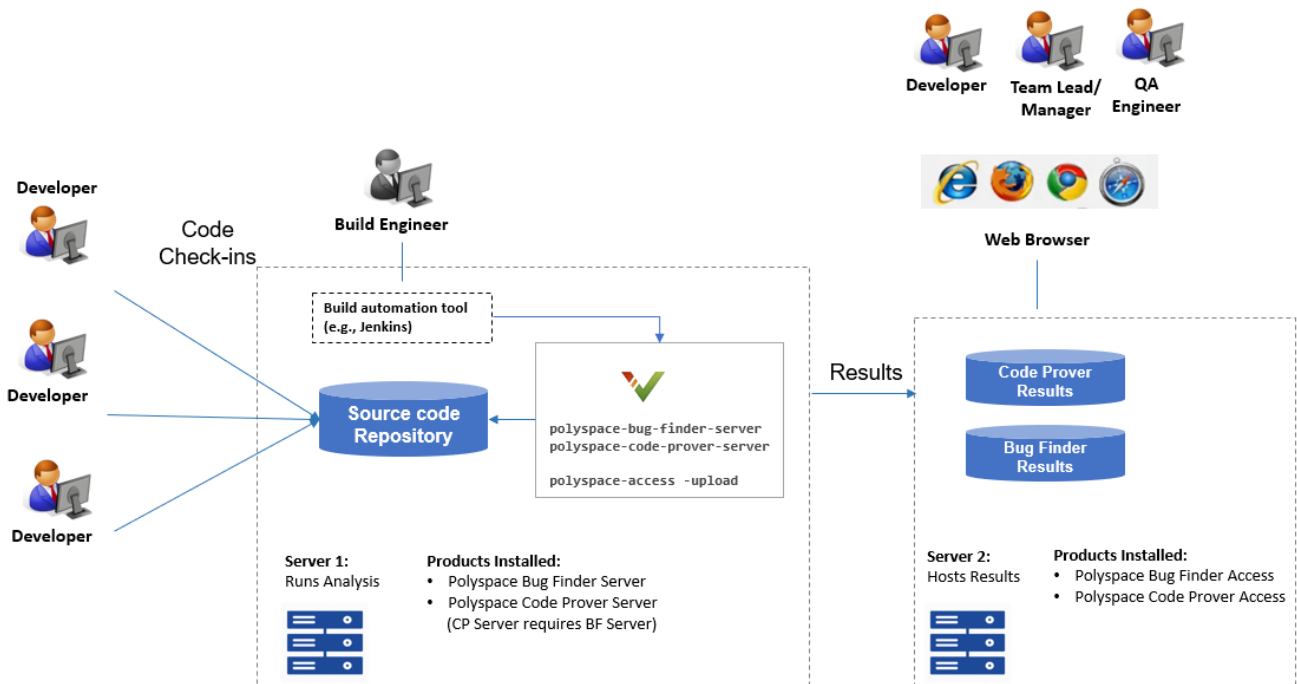 Developer
Team Lead/
Manager
QA
Engineer
Web Browser
Build Engineer
Developer
Code
Check-ins
Developer
Developer
Build automation tool
(e.g., Jenkins)
Source code
Repository
polyspace-bug-finder-server
polyspace-code-prover-server
polyspace-access -upload
Results
Code Prover
Results
Bug Finder
Results
Server 1:
Runs Analysis
Products Installed:
• Polyspace Bug Finder Server
• Polyspace Code Prover Server
(CP Server requires BF Server)
Server 2:
Hosts Results
Products Installed:
• Polyspace Bug Finder Access
• Polyspace Code Prover Access